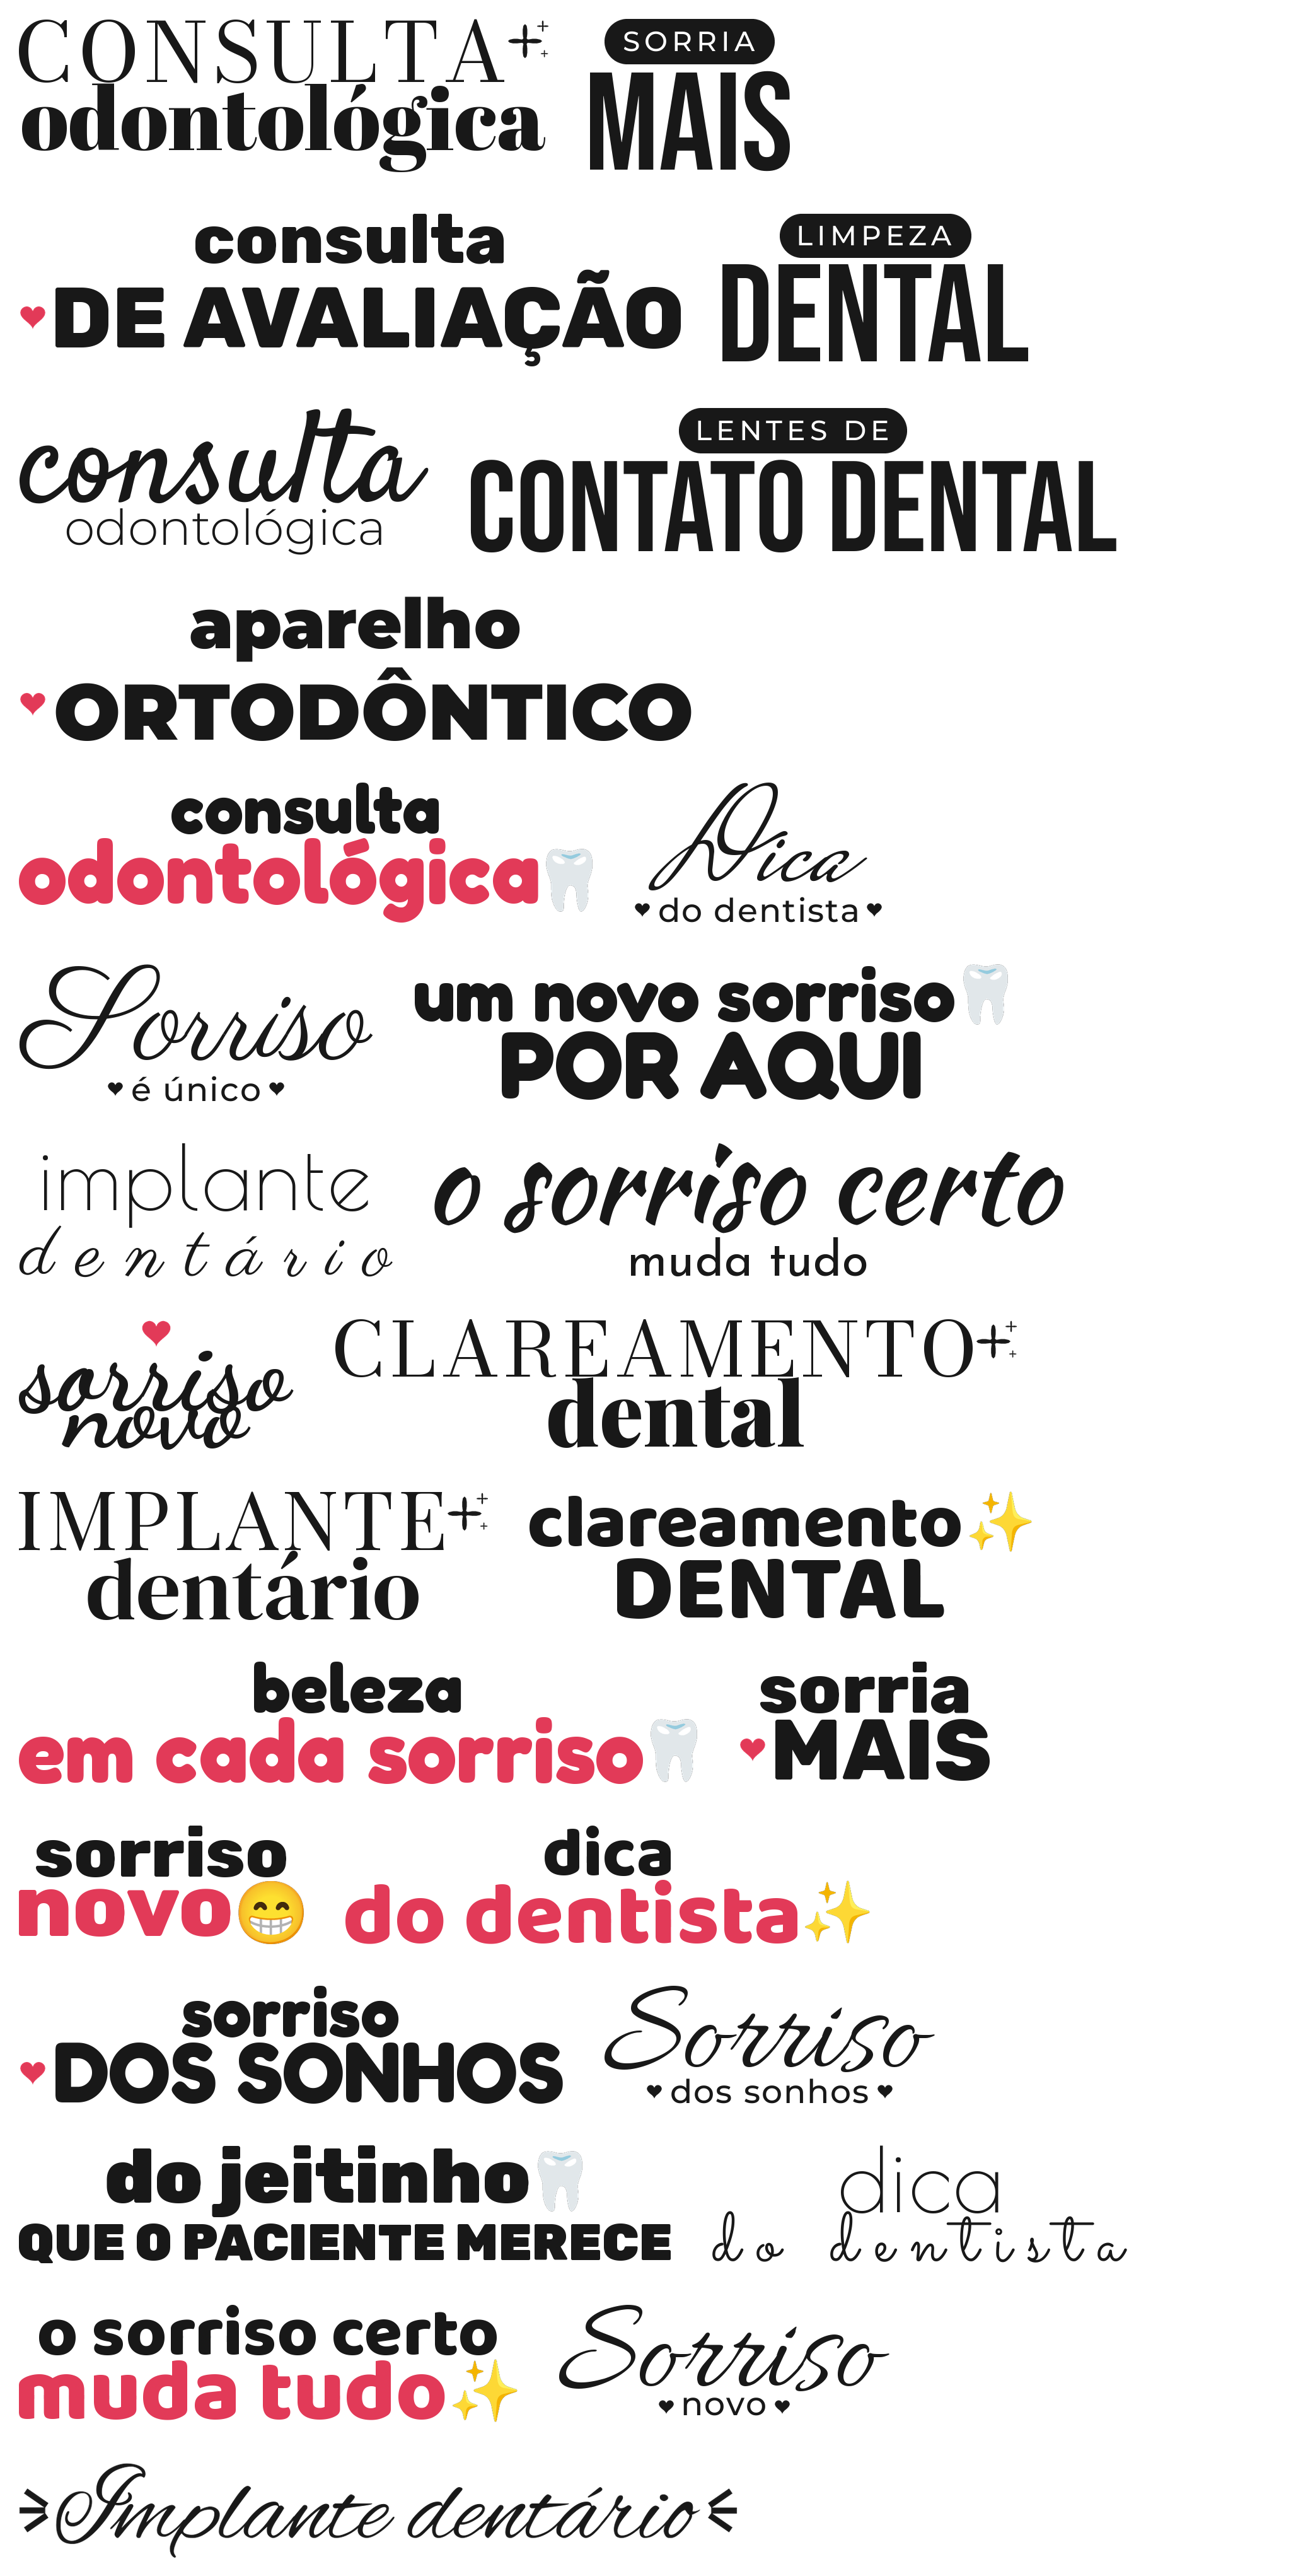 CONSULTA
odontológica
SORRIA
MAIS
consulta
DE AVALIAÇÃO
LIMPEZA
DENTAL
consulta
odontológica
LENTES DE
CONTATO DENTAL
aparelho
ORTODÔNTICO
consulta
odontológica
Dica
do dentista
Sorriso
é único
um novo sorriso
POR AQUI
implante
dentário
o sorriso certo
muda tudo
sorriso
novo
CLAREAMENTO
dental
IMPLANTE
dentário
clareamento
DENTAL
beleza
em cada sorriso
sorria
MAIS
sorriso
novo
dica
do dentista
sorriso
DOS SONHOS
Sorriso
dos sonhos
do jeitinho
QUE O PACIENTE MERECE
dica
do dentista
o sorriso certo
muda tudo
Sorriso
novo
Implante dentário